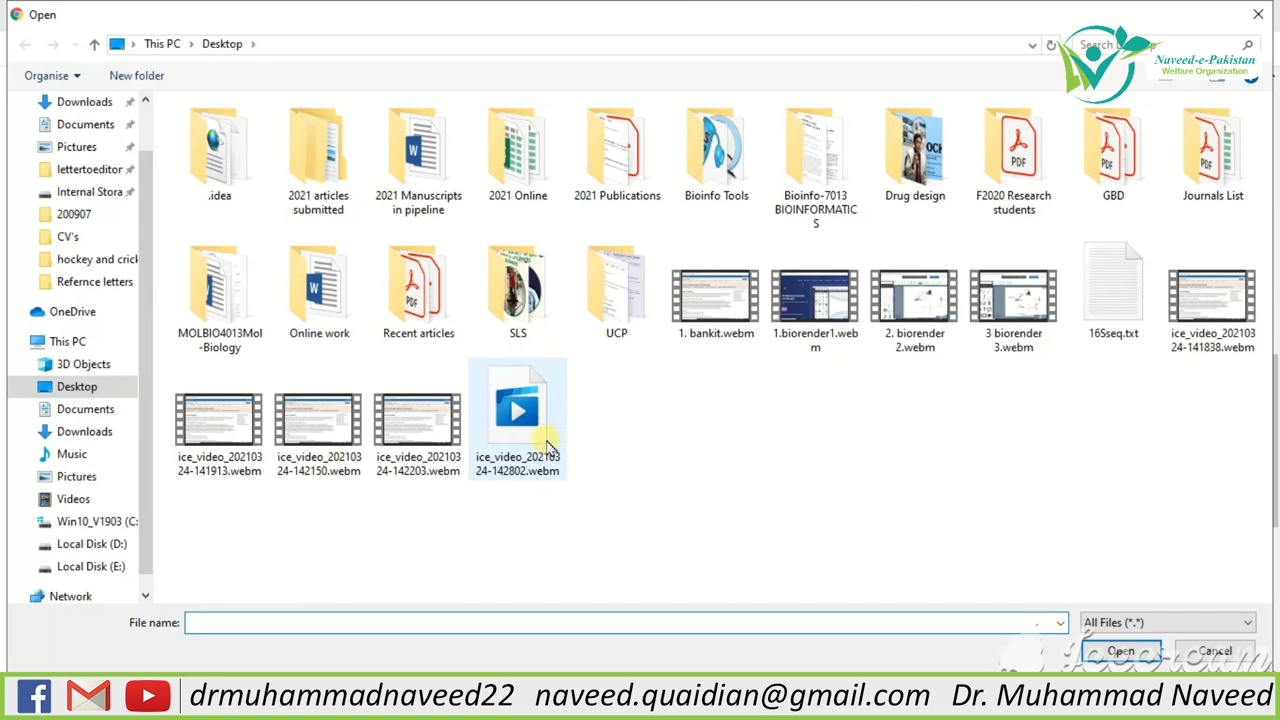 Open
This PC
Desktop
Search Desktop
Naveed-e-Pakistan
Welfare Organization
Organise
New folder
Downloads
Documents
Pictures
lettertoeditor
Internal Stora
200907
CV's
hockey and crick
Refernce letters
OneDrive
This PC
3D Objects
Desktop
Documents
Downloads
Music
Pictures
Videos
Win10_V1903 (C:
Local Disk (D:)
Local Disk (E:)
Network
.idea
2021 articles
submitted
2021 Manuscripts
in pipeline
2021 Online
2021 Publications
Bioinfo Tools
Bioinfo-7013
BIOINFORMATIC
S
Drug design
F2020 Research
students
GBD
Journals List
MOLBIO4013Mol
-Biology
Online work
Recent articles
SLS
UCP
1. bankit.webm
1.biorender1.web
m
2. biorender
2.webm
3 biorender
3.webm
16Sseq.txt
ice_video_202103
24-141838.webm
ice_video_202103
24-141913.webm
ice_video_202103
24-142150.webm
ice_video_202103
24-142203.webm
ice_video_202103
24-142802.webm
File name:
All Files (*.*)
Open
Cancel
drmuhammadnaveed22 naveed.quaidian@gmail.com Dr. Muhammad Naveed